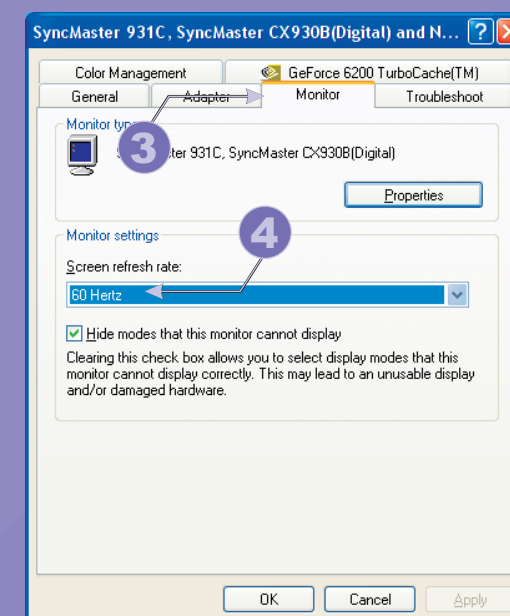 SyncMaster 931C, SyncMaster CX930B(Digital) and N...
Color Management GeForce 6200 TurboCache(TM)
General Adapter Monitor Troubleshoot
Monitor
3
931C, SyncMaster CX930B(Digital)
Properties
Monitor settings
4
Screen refresh rate:
60 Hertz
Hide modes that this monitor cannot display
Clearing this check box allows you to select display modes that this
monitor cannot display correctly. This may lead to an unusable display
and/or damaged hardware.
OK Cancel Apply